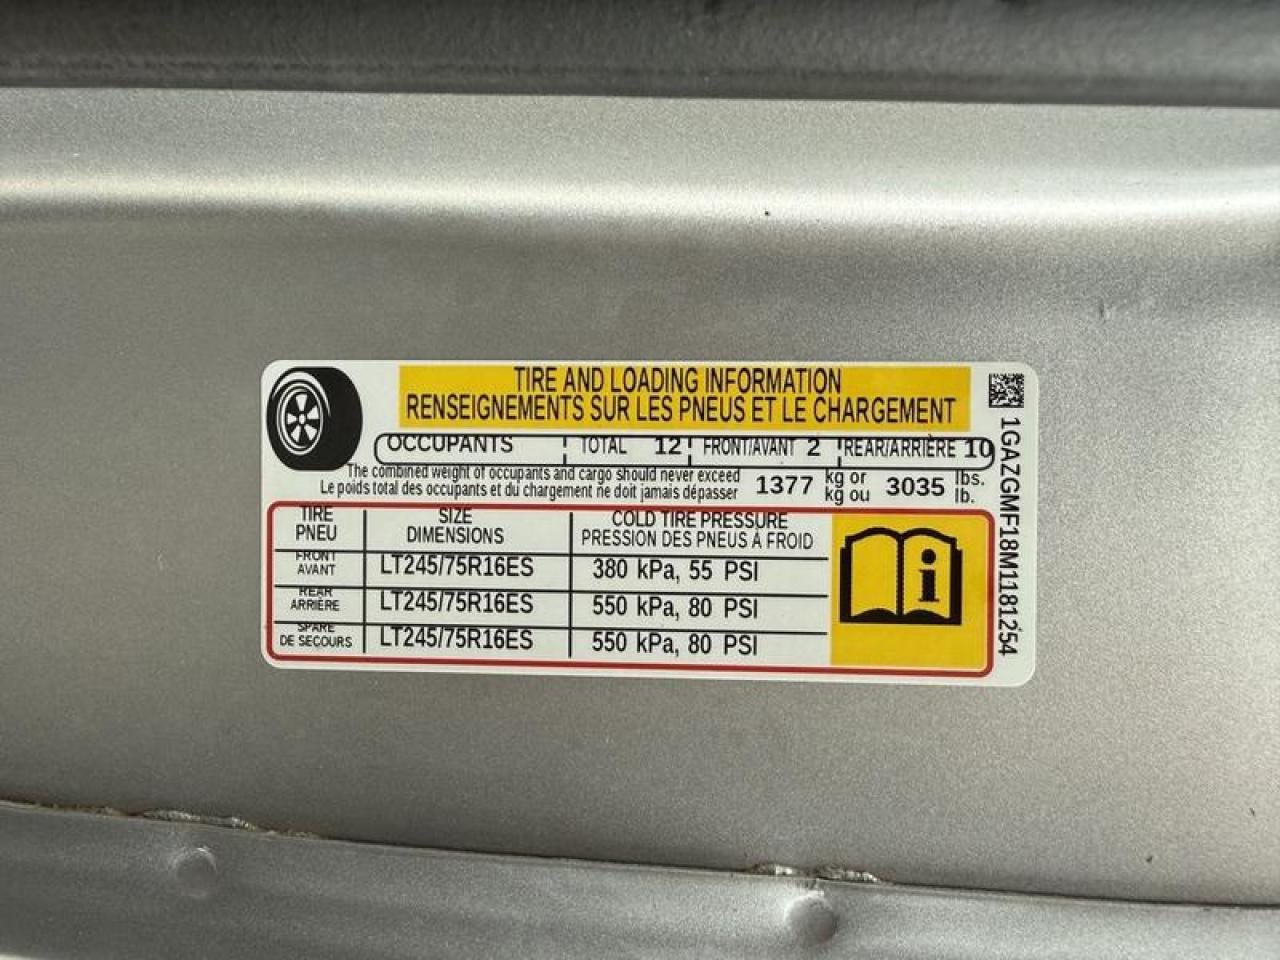 TIRE AND LOADING INFORMATION
RENSEIGNEMENTS SUR LES PNEUS ET LE CHARGEMENT
OCCUPANTS TOTAL 12 FRONT/AVANT 2 REAR/ARRIÈRE 10
The combined weight of occupants and cargo should never exceed 1377 kg or 3035 lbs.
Le poids total des occupants et du chargement ne doit jamais dépasser kg ou lb.
TIRE SIZE COLD TIRE PRESSURE
PNEU DIMENSIONS PRESSION DES PNEUS À FROID
FRONT
AVANT LT245/75R16ES 380 kPa, 55 PSI
REAR
ARRIÈRE LT245/75R16ES 550 kPa, 80 PSI
SPARE
DE SECOURS LT245/75R16ES 550 kPa, 80 PSI
i
1GAZGMF18M1181254